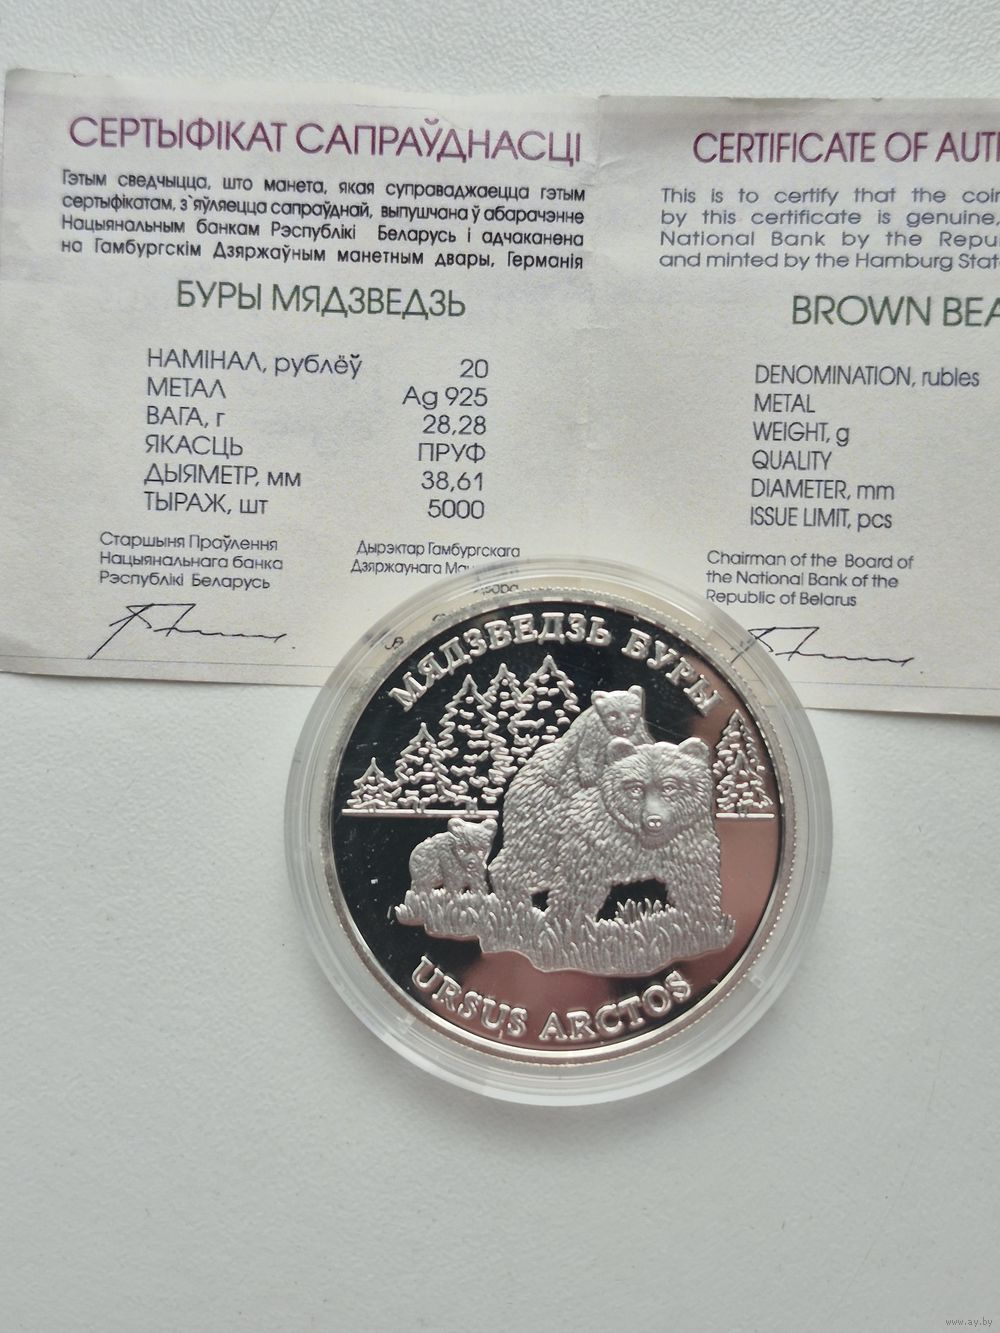 СЕРТЫФІКАТ САПРАЎДНАСЦІ
Гэтым сведчыцца, што манета, якая суправаджаецца гэтым
сертыфікатам, з`яўляецца сапраўднай, выпушчана ў абарачэнне
Нацыянальным банкам Рэспублікі Беларусь і адчаканена
на Гамбургскім Дзяржаўным манетным двары, Германія
БУРЫ МЯДЗВЕДЗЬ
НАМІНАЛ, рублёў 20
МЕТАЛ Ag 925
ВАГА, г 28,28
ЯКАСЦЬ ПРУФ
ДЫЯМЕТР, мм 38,61
ТЫРАЖ, шт 5000
Старшыня Праўлення
Нацыянальнага банка
Рэспублікі Беларусь
Дырэктар Гамбургскага
Дзяржаунага
CERTIFICATE OF
This is to certify that the
by this certificate is genuine,
National Bank by the
and minted by the Hamburg
BROWN
DENOMINATION, rubles
METAL
WEIGHT, g
QUALITY
DIAMETER, mm
ISSUE LIMIT, pcs
Chairman of the Board of
the National Bank of the
Republic of Belarus
МЯДЗВЕДЗЬ БУРЫ
URSUS ARCTOS
www.ay.by